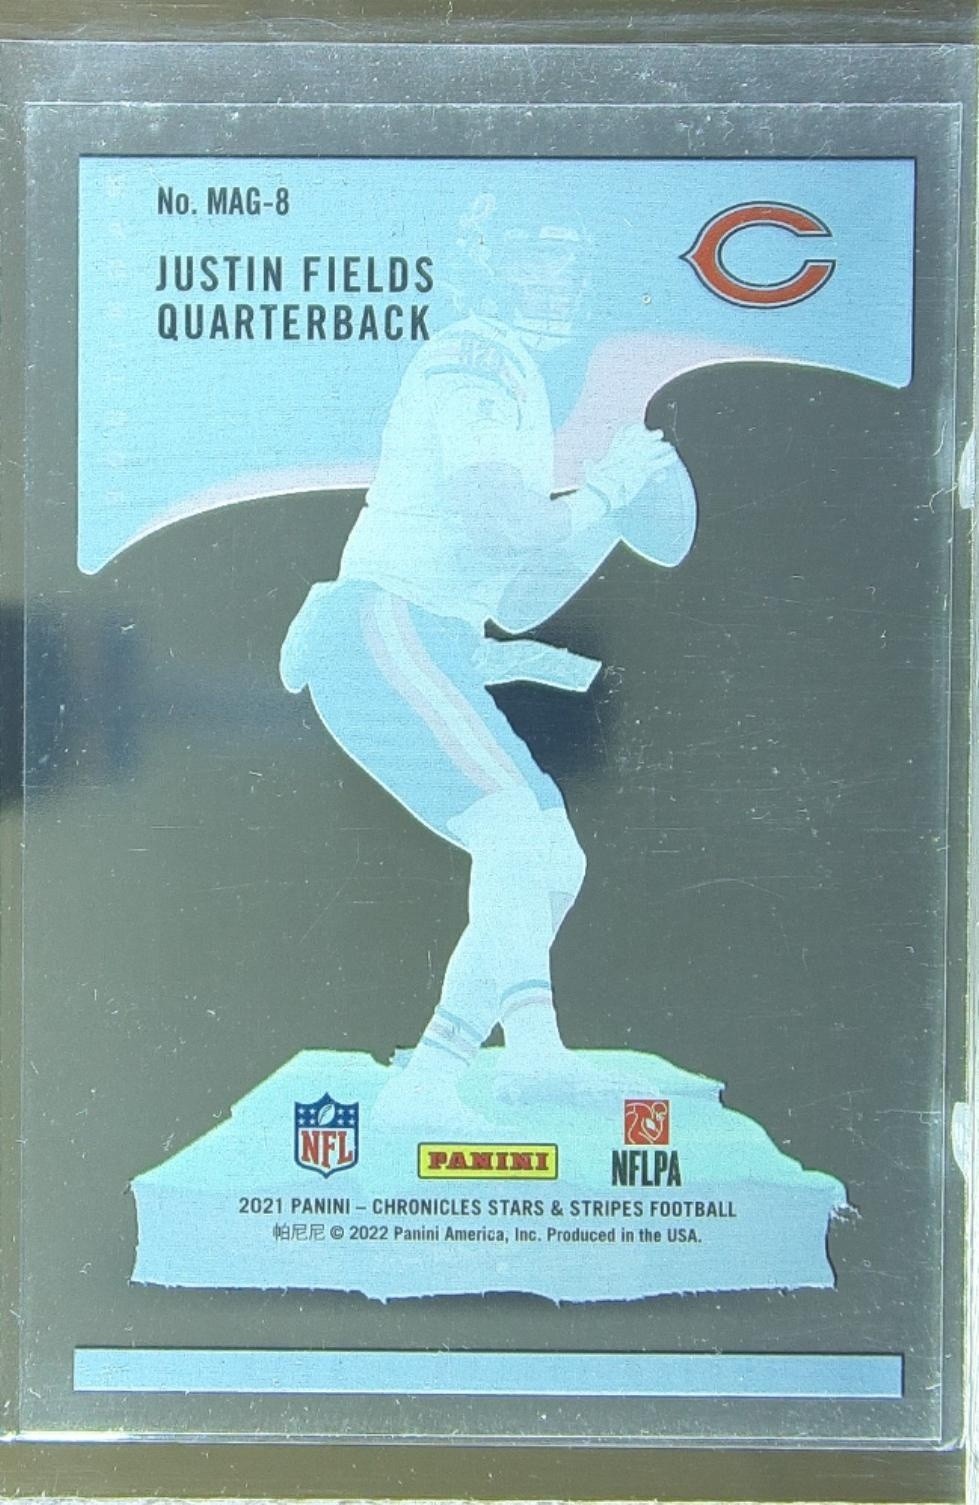 No. MAG-8
JUSTIN FIELDS
QUARTERBACK
NFL
PANINI
NFLPA
2021 PANINI – CHRONICLES STARS & STRIPES FOOTBALL
帕尼尼 © 2022 Panini America, Inc. Produced in the USA.